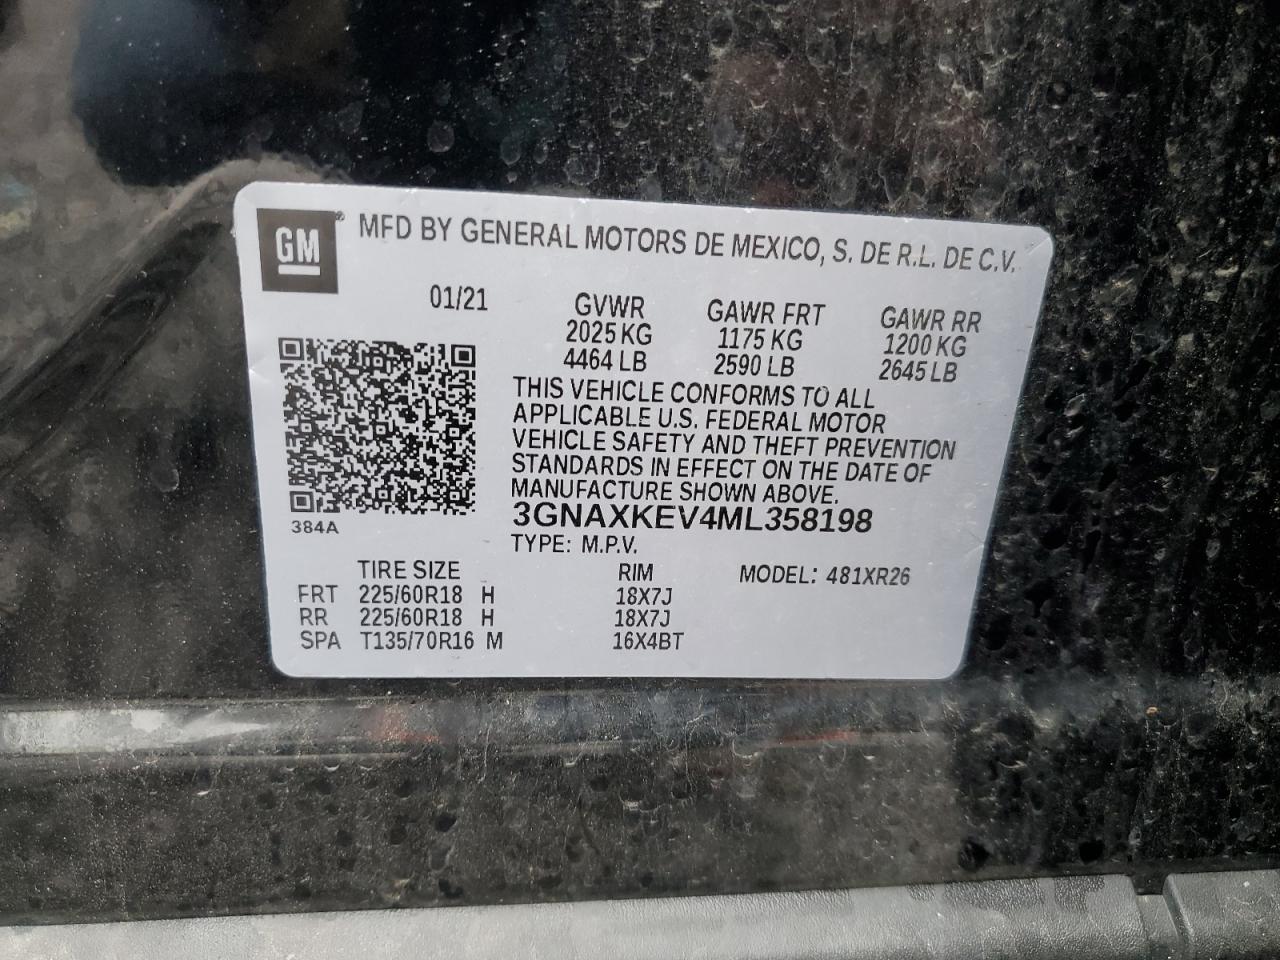 GM ® MFD BY GENERAL MOTORS DE MEXICO, S. DE R.L. DE C.V.
01/21 GVWR GAWR FRT GAWR RR
2025 KG 1175 KG 1200 KG
4464 LB 2590 LB 2645 LB
THIS VEHICLE CONFORMS TO ALL
APPLICABLE U.S. FEDERAL MOTOR
VEHICLE SAFETY AND THEFT PREVENTION
STANDARDS IN EFFECT ON THE DATE OF
MANUFACTURE SHOWN ABOVE.
384A 3GNAXKEV4ML358198
TYPE: M.P.V.
TIRE SIZE RIM MODEL: 481XR26
FRT 225/60R18 H 18X7J
RR 225/60R18 H 18X7J
SPA T135/70R16 M 16X4BT